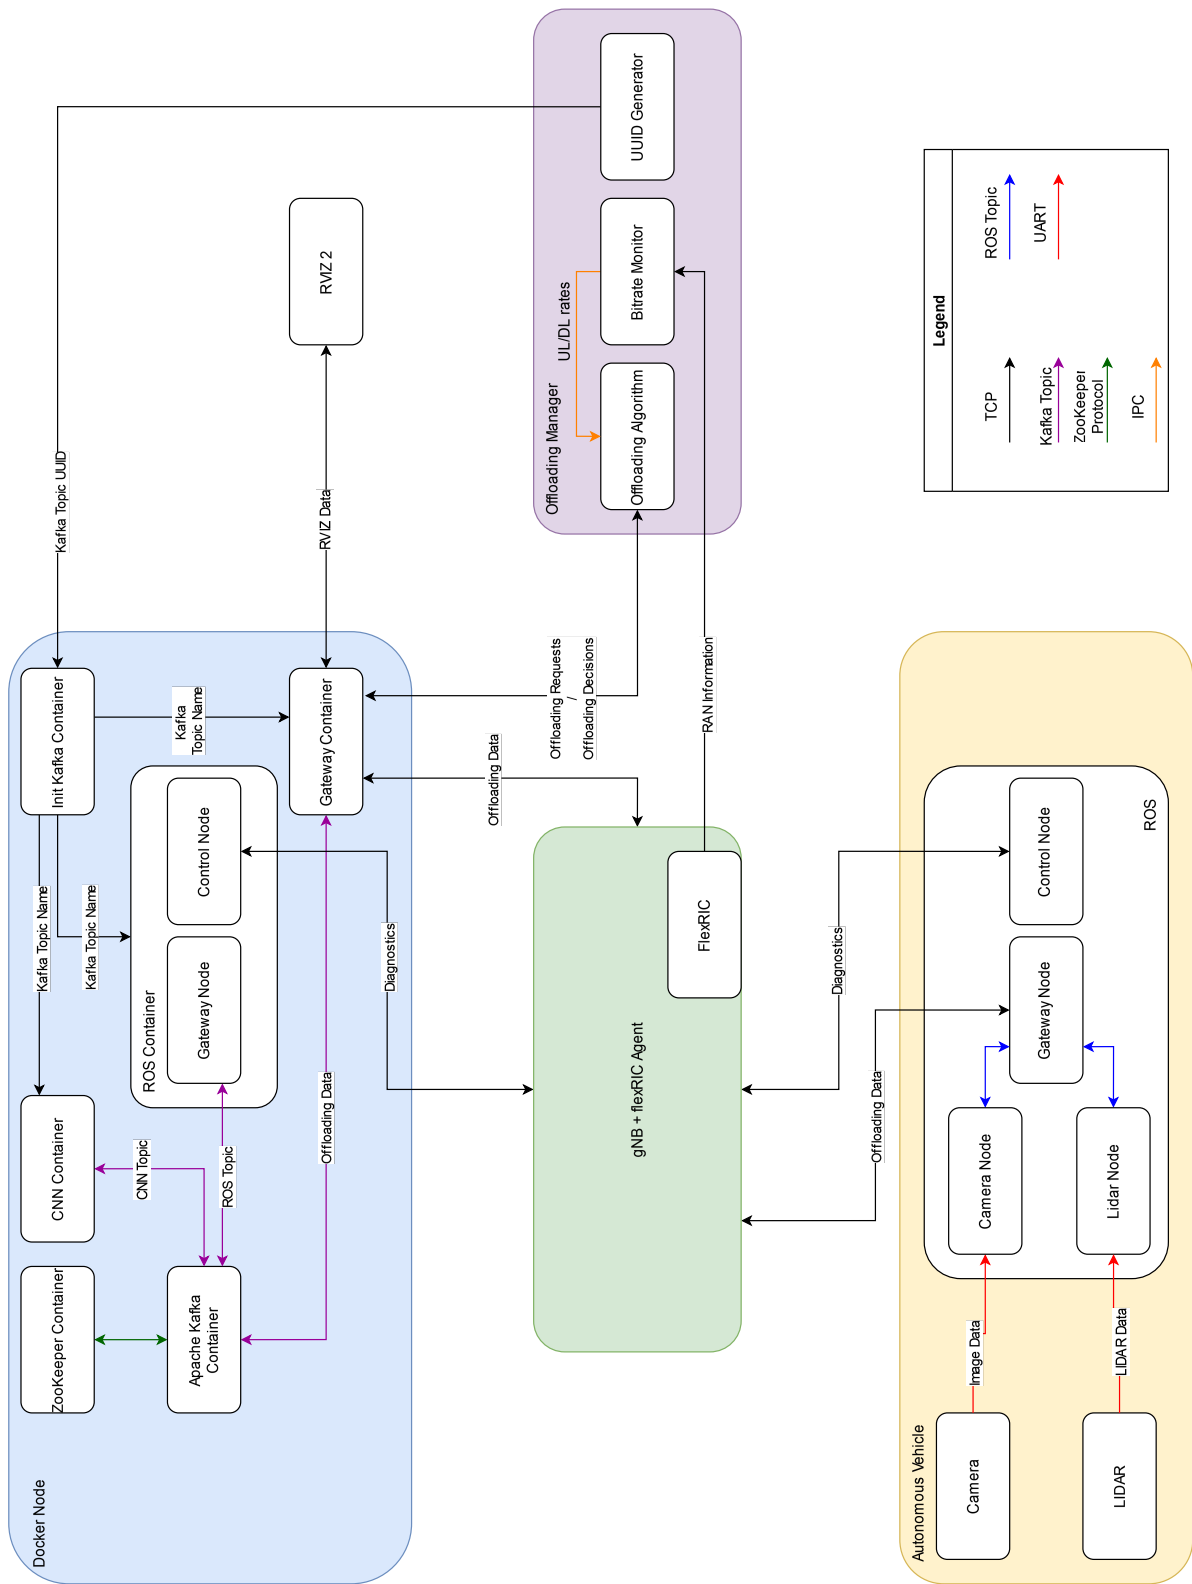 Docker Node
ZooKeeper Container
CNN Container
Init Kafka Container
Kafka Topic UUID
Kafka Topic Name
Kafka Topic Name
Kafka
Topic Name
CNN Topic
ROS Topic
Apache Kafka
Container
ROS Container
Gateway Node
Control Node
Gateway Container
Offloading Data
RVIZ Data
RVIZ 2
Diagnostics
Offloading Data
Offloading Requests
/
Offloading Decisions
Offloading Manager
UL/DL rates
Offloading Algorithm
Bitrate Monitor
UUID Generator
gNB + flexRIC Agent
FlexRIC
RAN Information
Diagnostics
Offloading Data
Autonomous Vehicle
Camera
LIDAR
Image Data
LIDAR Data
Camera Node
Lidar Node
Gateway Node
Control Node
ROS
Legend
TCP
ROS Topic
Kafka Topic
UART
ZooKeeper
Protocol
IPC